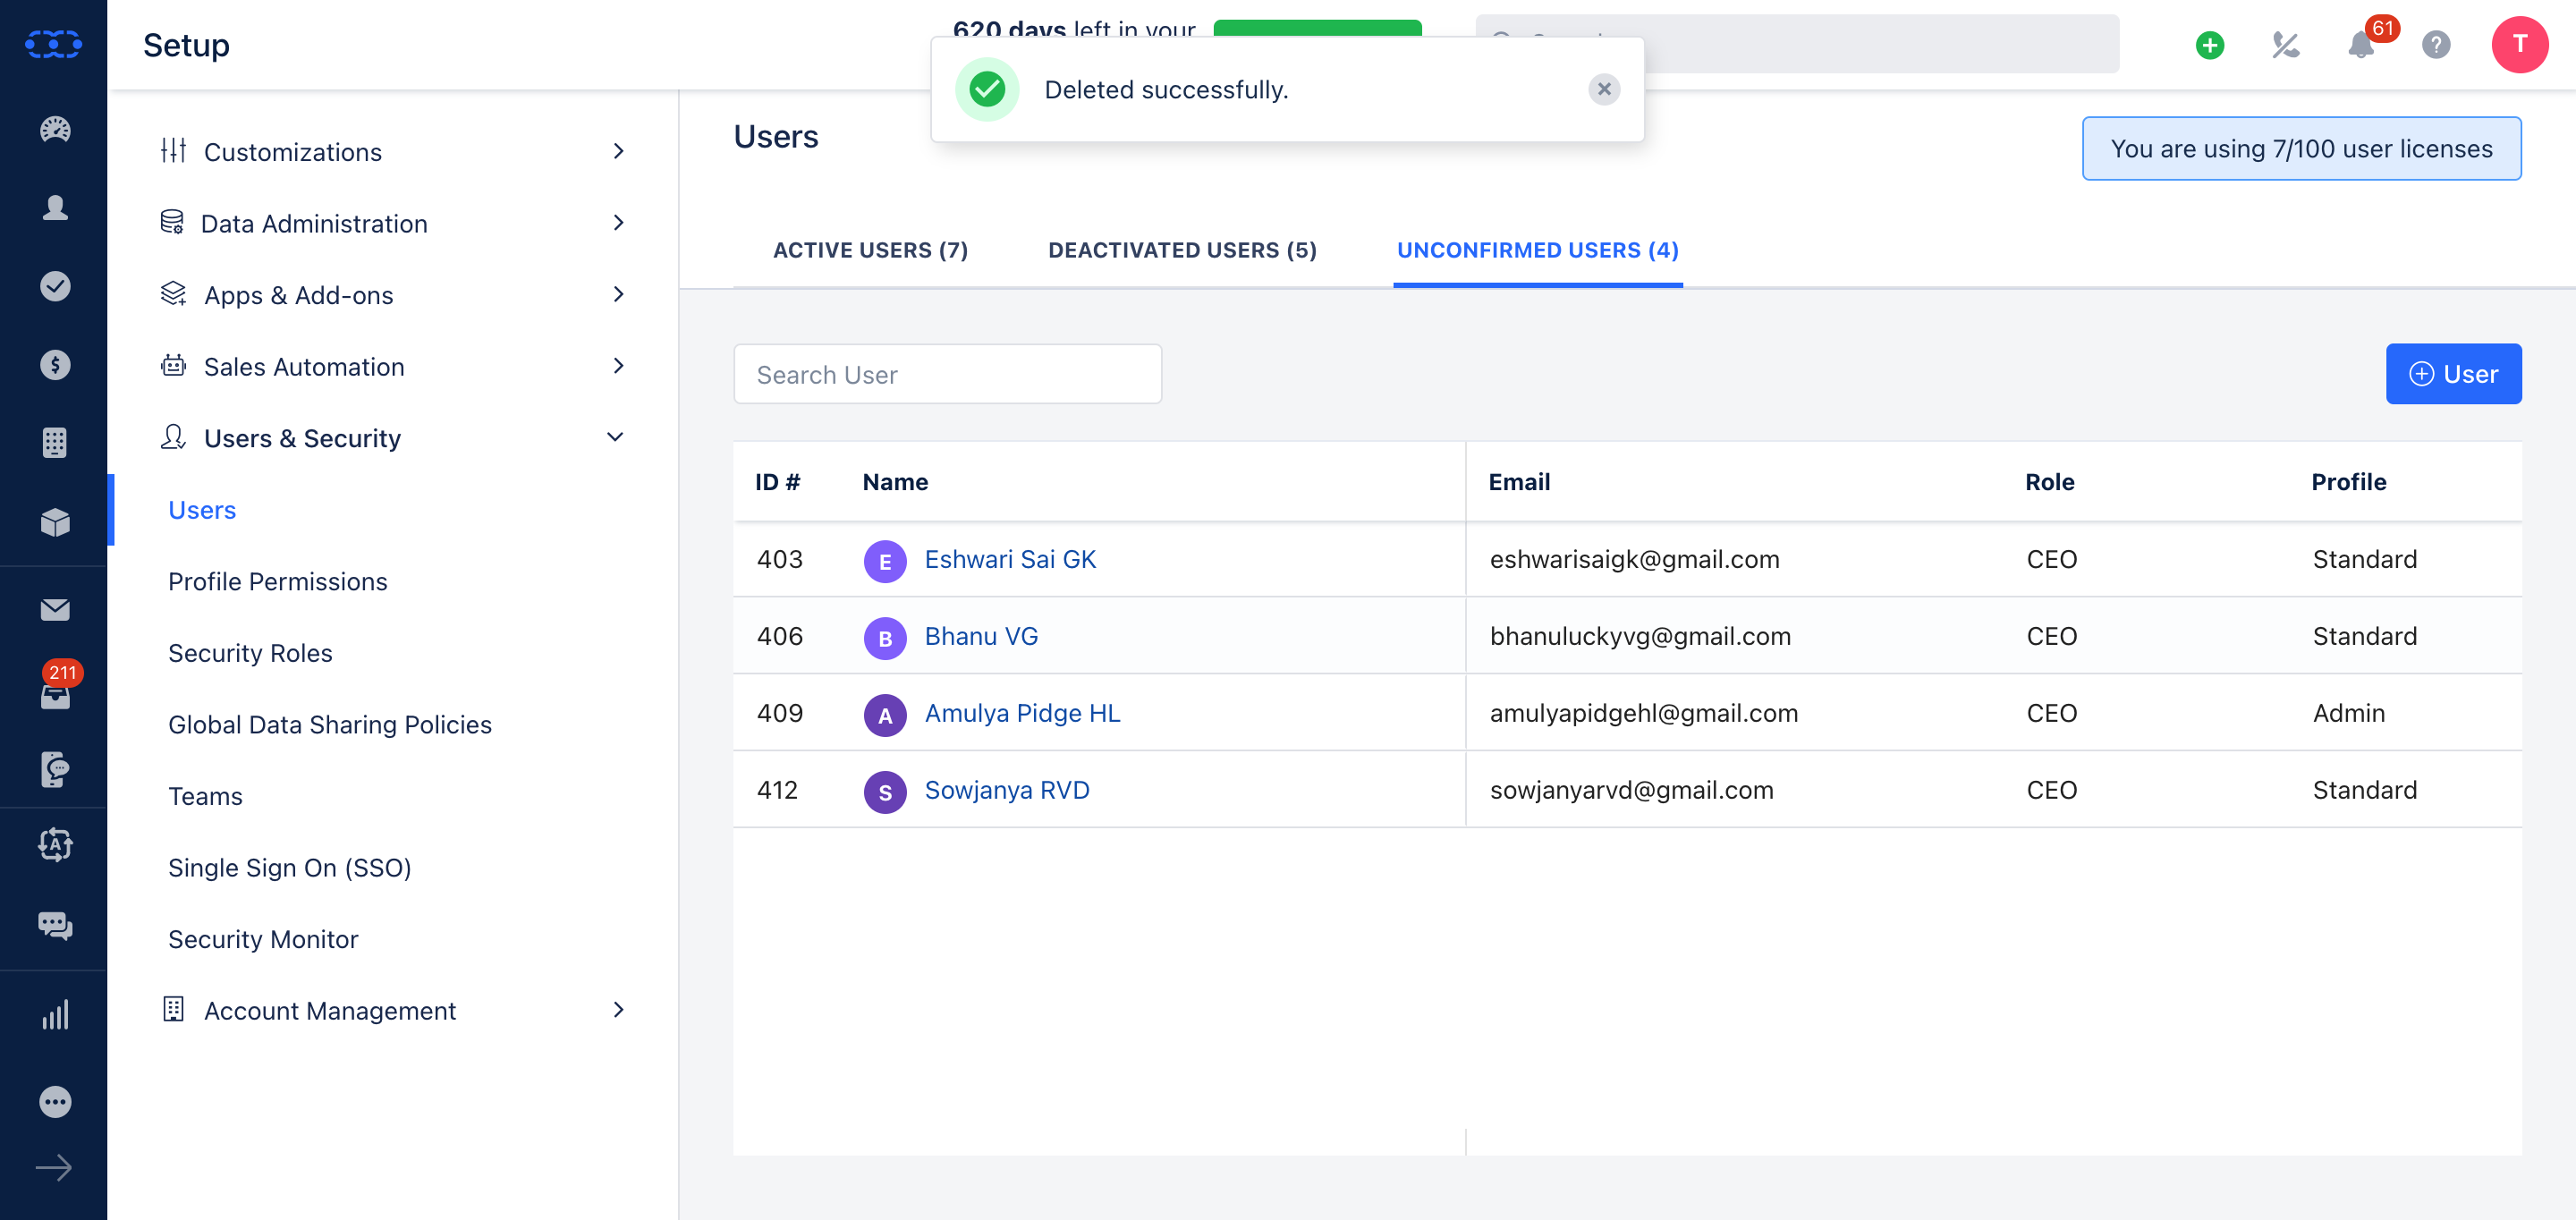 Setup
620 days left in your
61
?
T
Deleted successfully.
Customizations
Data Administration
Apps & Add-ons
Sales Automation
Users & Security
Users
Profile Permissions
Security Roles
Global Data Sharing Policies
Teams
Single Sign On (SSO)
Security Monitor
Account Management
$
211
A
Users
You are using 7/100 user licenses
ACTIVE USERS (7) DEACTIVATED USERS (5) UNCONFIRMED USERS (4)
Search User
User
ID # Name Email Role Profile
403 E Eshwari Sai GK eshwarisaigk@gmail.com CEO Standard
406 B Bhanu VG bhanuluckyvg@gmail.com CEO Standard
409 A Amulya Pidge HL amulyapidgehl@gmail.com CEO Admin
412 S Sowjanya RVD sowjanyarvd@gmail.com CEO Standard